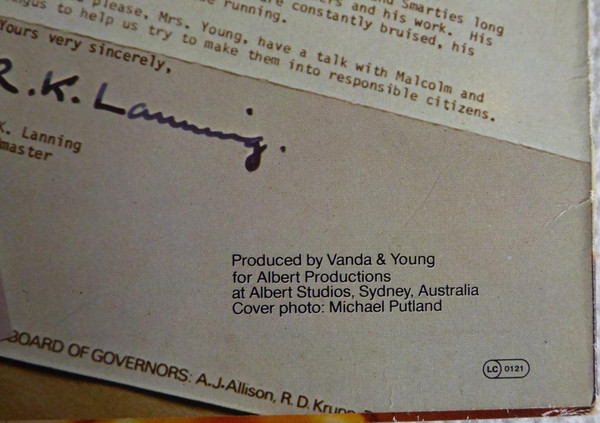 Smarties long
and his work. His
constantly bruised, his
running.
please, Mrs. Young, have a talk with Malcolm and
Angus to help us try to make them into responsible citizens.
Yours very sincerely,
R.K. Lanning.
K. Lanning
master
Produced by Vanda & Young
for Albert Productions
at Albert Studios, Sydney, Australia
Cover photo: Michael Putland
LC 0121
BOARD OF GOVERNORS: A.J. Allison, R.D.